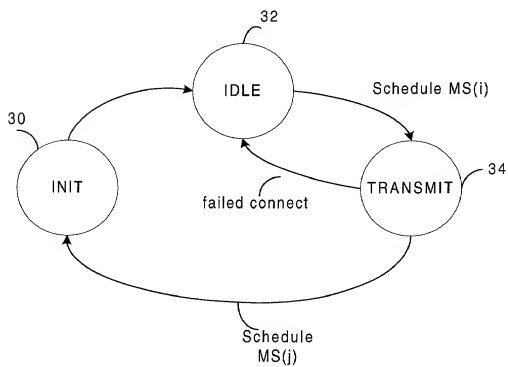 32
IDLE
Schedule MS(i)
30
INIT
34
TRANSMIT
failed connect
Schedule
MS(j)